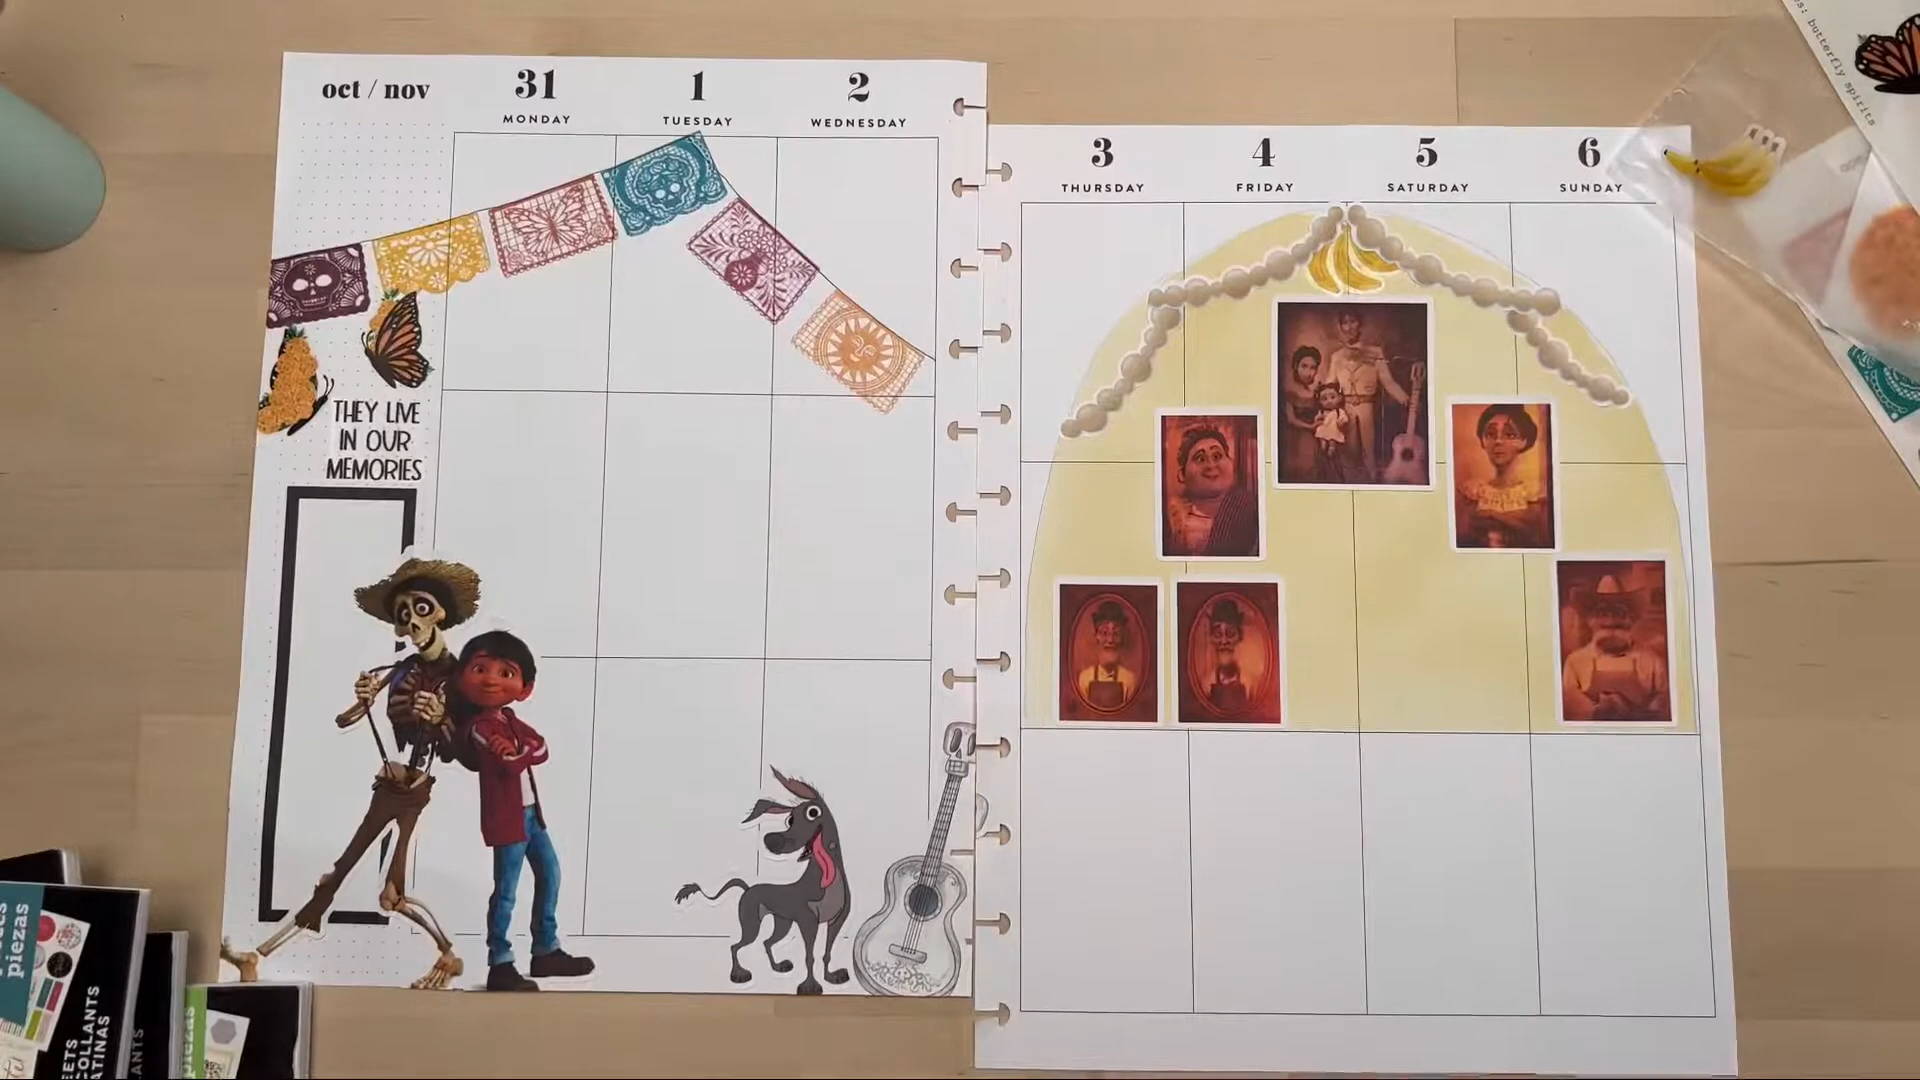 oct / nov
31
MONDAY
1
TUESDAY
2
WEDNESDAY
3
THURSDAY
4
FRIDAY
5
SATURDAY
6
SUNDAY
THEY LIVE
IN OUR
MEMORIES
butterfly spirits
piezas
piezas